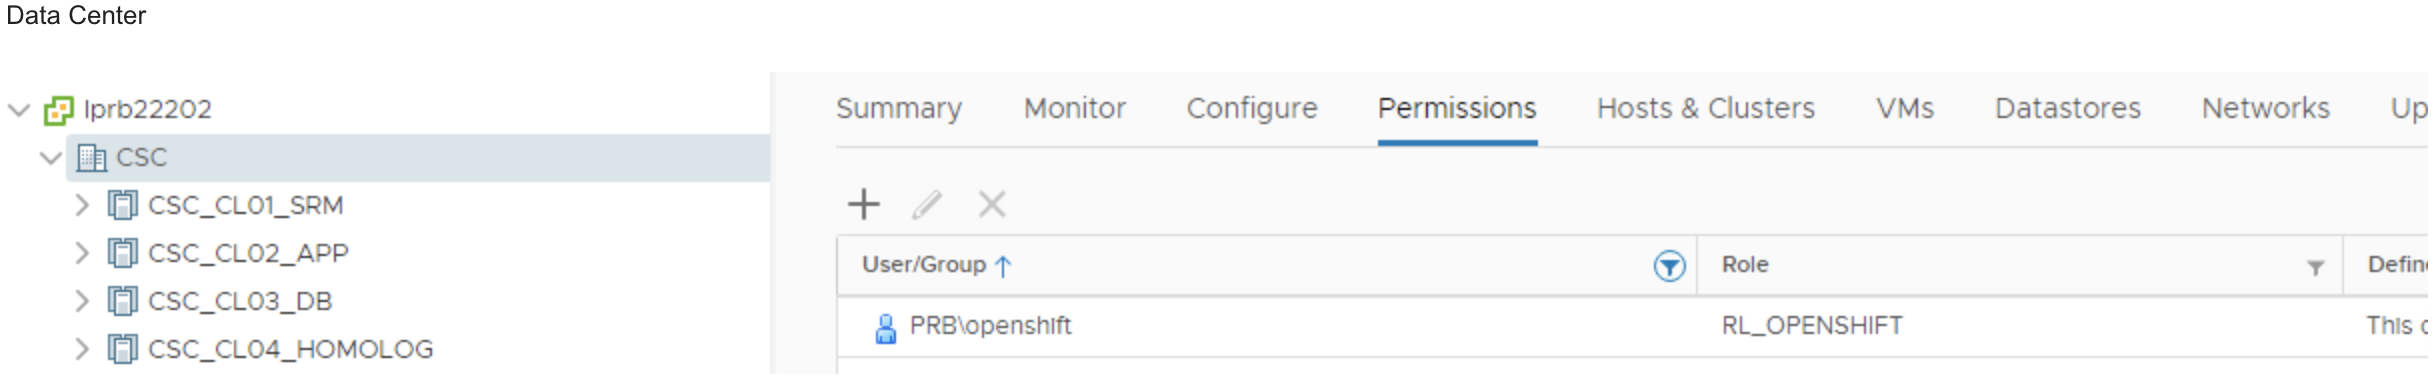 Data Center
lprb22202
CSC
CSC_CL01_SRM
CSC_CL02_APP
CSC_CL03_DB
CSC_CL04_HOMOLOG
Summary Monitor Configure Permissions Hosts & Clusters VMs Datastores Networks Up
User/Group Role Defin
PRB\openshift RL_OPENSHIFT This